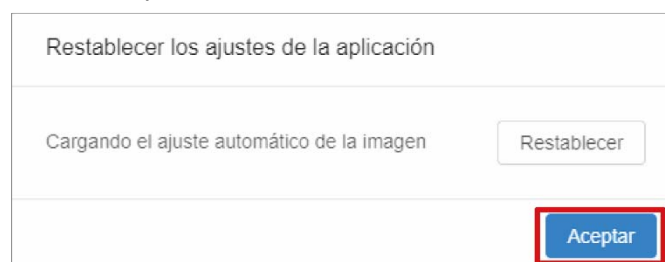 Restablecer los ajustes de la aplicación
Cargando el ajuste automático de la imagen
Restablecer
Aceptar